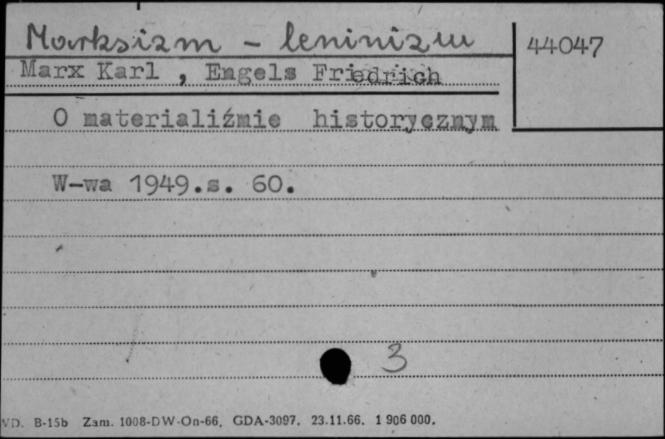 Marksizm - leninizm
44047
Marx Karl , Engels Friedrich
O materialiźmie historycznym
W-wa 1949.s. 60.
3
VD. B-15b Zam. 1008-DW-On-66, GDA-3097. 23.11.66. 1 906 000.